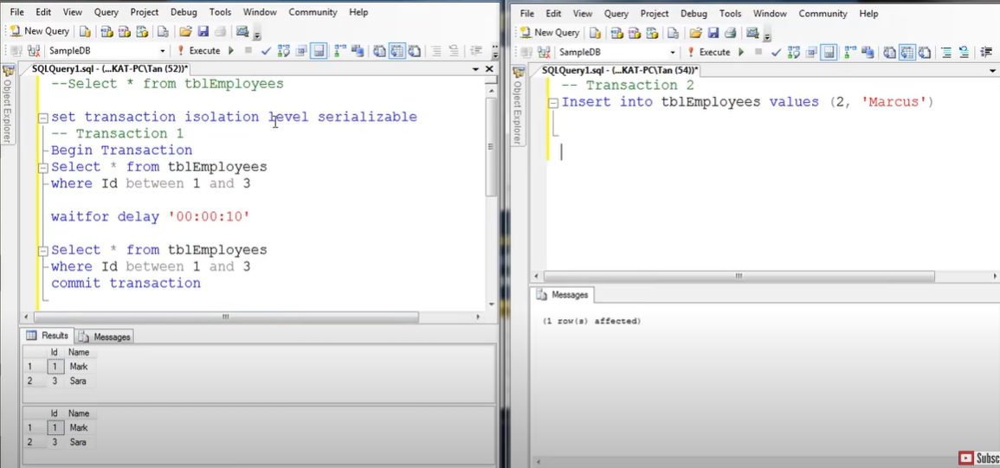 File Edit View Query Project Debug Tools Window Community Help
New Query
SampleDB Execute
SQLQuery1.sql - (...KAT-PC\Tan (52))*
Object Explorer
--Select * from tblEmployees
set transaction isolation level serializable
-- Transaction 1
Begin Transaction
Select * from tblEmployees
where Id between 1 and 3
waitfor delay '00:00:10'
Select * from tblEmployees
where Id between 1 and 3
commit transaction
Results Messages
Id Name
1 1 Mark
2 3 Sara
Id Name
1 1 Mark
2 3 Sara
File Edit View Query Project Debug Tools Window Community Help
New Query
SampleDB Execute
SQLQuery1.sql - (...KAT-PC\Tan (54))*
Object Explorer
-- Transaction 2
Insert into tblEmployees values (2, 'Marcus')
Messages
(1 row(s) affected)
Subsc